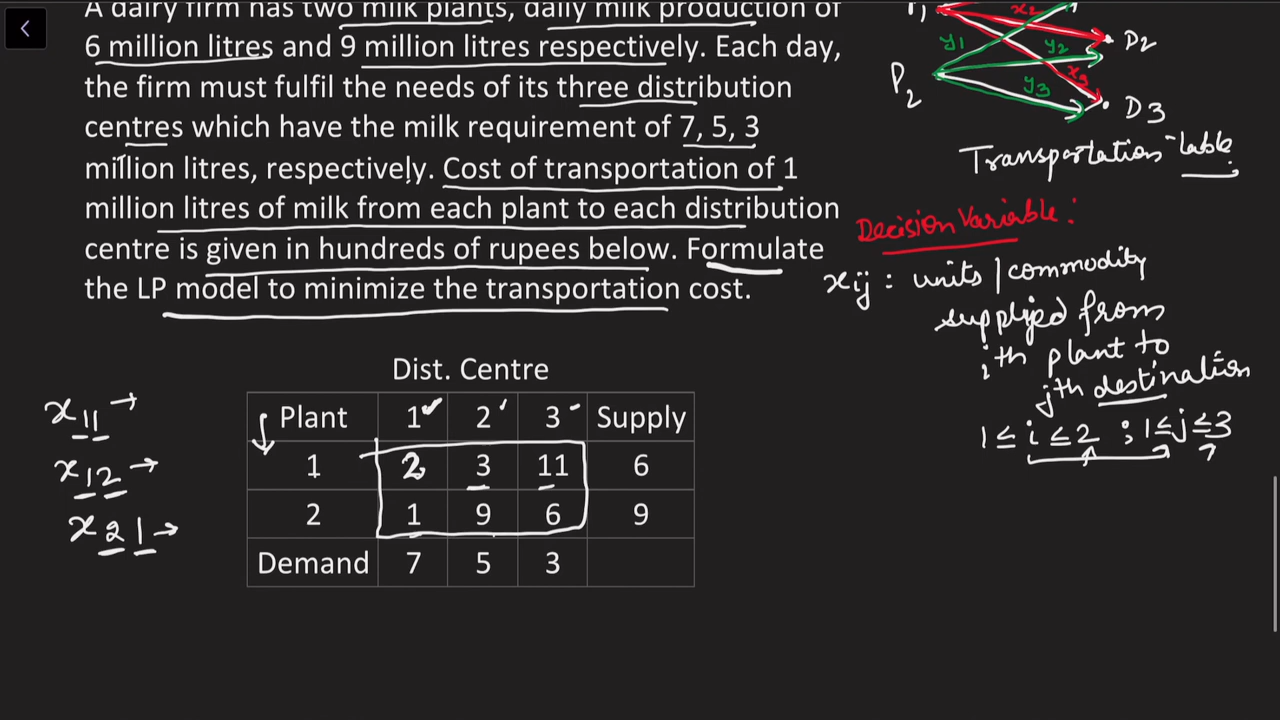 A dairy firm has two milk plants, daily milk production of
6 million litres and 9 million litres respectively. Each day,
the firm must fulfil the needs of its three distribution
centres which have the milk requirement of 7, 5, 3
million litres, respectively. Cost of transportation of 1
million litres of milk from each plant to each distribution
centre is given in hundreds of rupees below. Formulate
the LP model to minimize the transportation cost.
x2
y1 y2 D2
P2 x3
y3 D3
Transportation table
Decision Variable :
xij : units / commodity
supplied from
ith plant to
jth destination
1 ≤ i ≤ 2 ; 1 ≤ j ≤ 3
Dist. Centre
Plant 1 2 3 Supply
1 2 3 11 6
2 1 9 6 9
Demand 7 5 3
x11 →
x12 →
x21 →